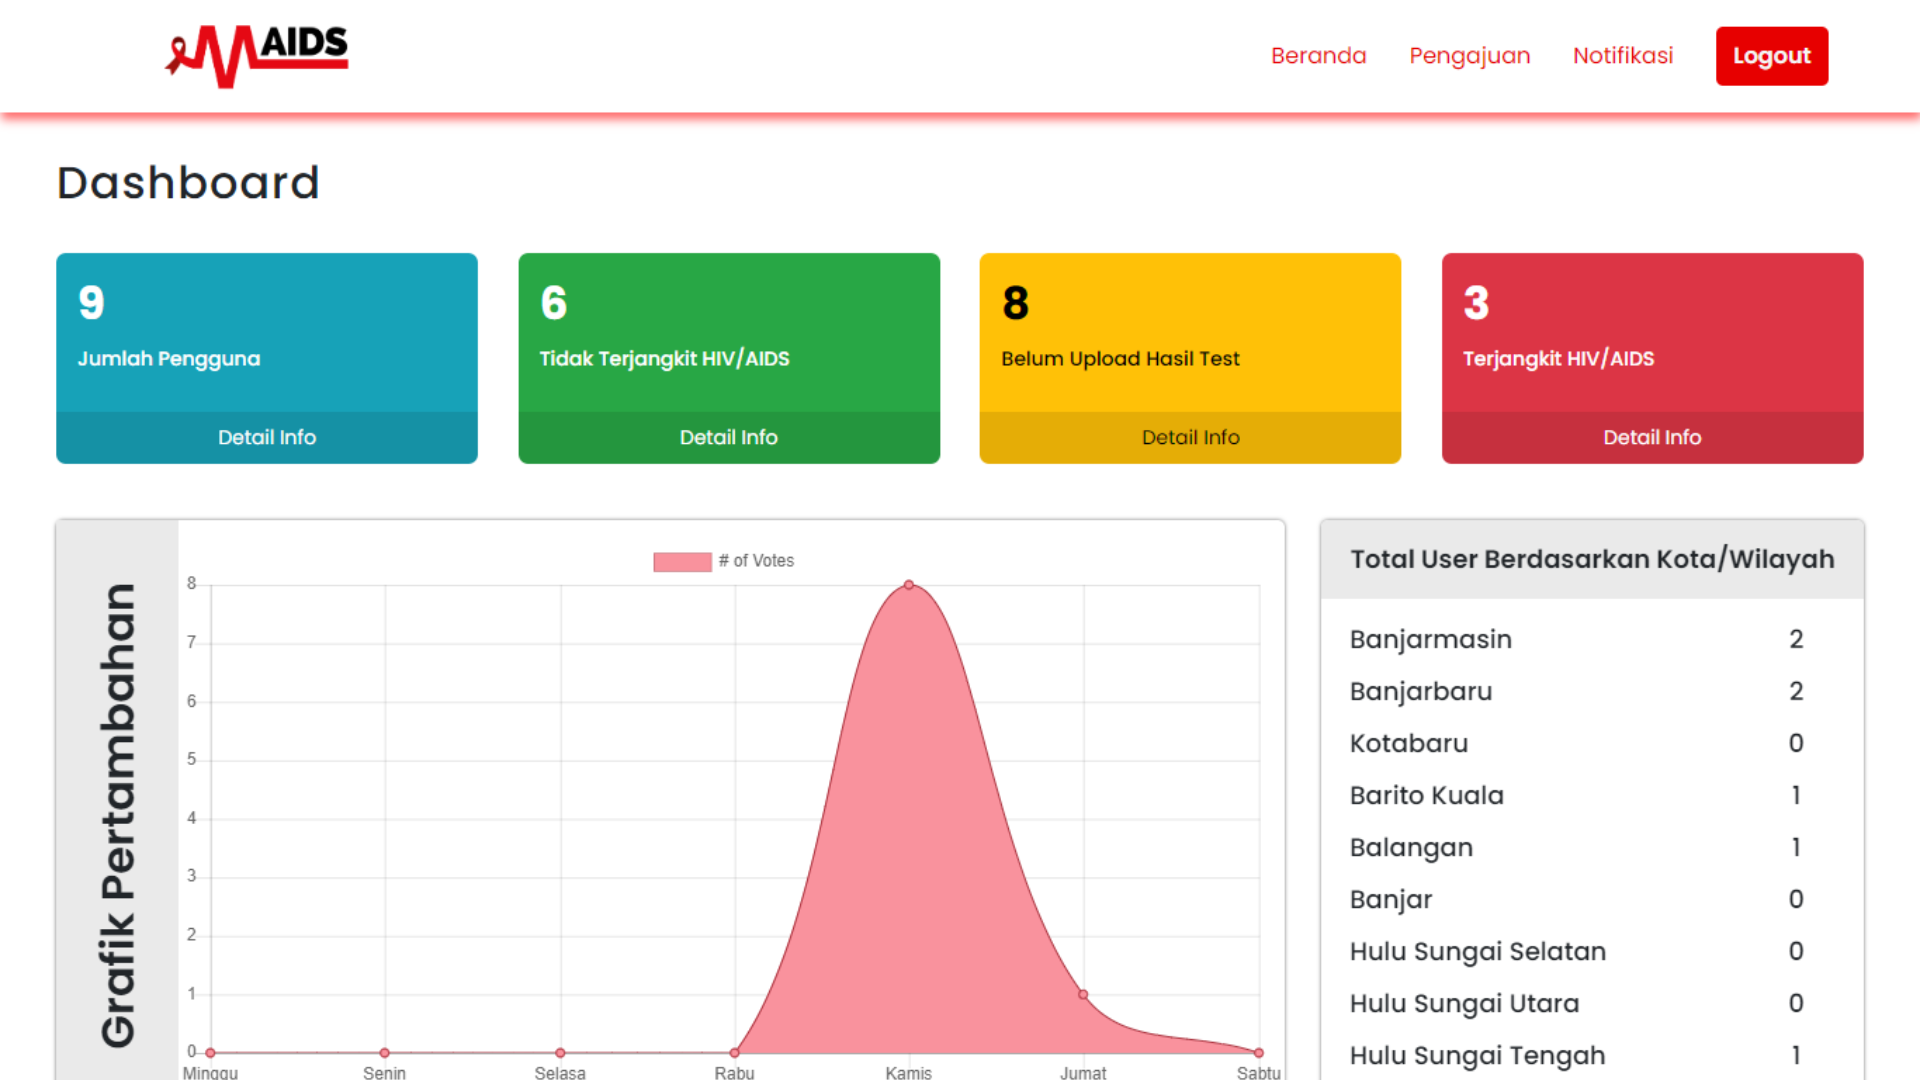 MAIDS
Beranda
Pengajuan
Notifikasi
Logout
Dashboard
9
Jumlah Pengguna
Detail Info
6
Tidak Terjangkit HIV/AIDS
Detail Info
8
Belum Upload Hasil Test
Detail Info
3
Terjangkit HIV/AIDS
Detail Info
Grafik Pertambahan
# of Votes
8
7
6
5
4
3
2
1
0
Minggu Senin Selasa Rabu Kamis Jumat Sabtu
Total User Berdasarkan Kota/Wilayah
Banjarmasin 2
Banjarbaru 2
Kotabaru 0
Barito Kuala 1
Balangan 1
Banjar 0
Hulu Sungai Selatan 0
Hulu Sungai Utara 0
Hulu Sungai Tengah 1